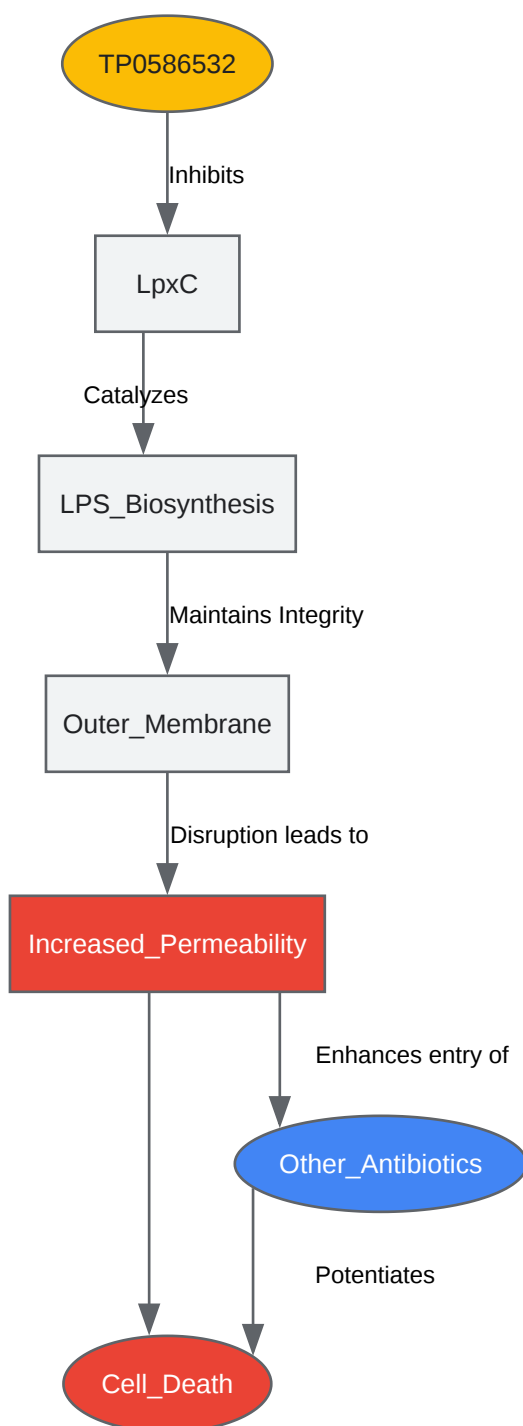 TP0586532
Inhibits
LpxC
Catalyzes
LPS_Biosynthesis
Maintains Integrity
Outer_Membrane
Disruption leads to
Increased_Permeability
Enhances entry of
Other_Antibiotics
Potentiates
Cell_Death